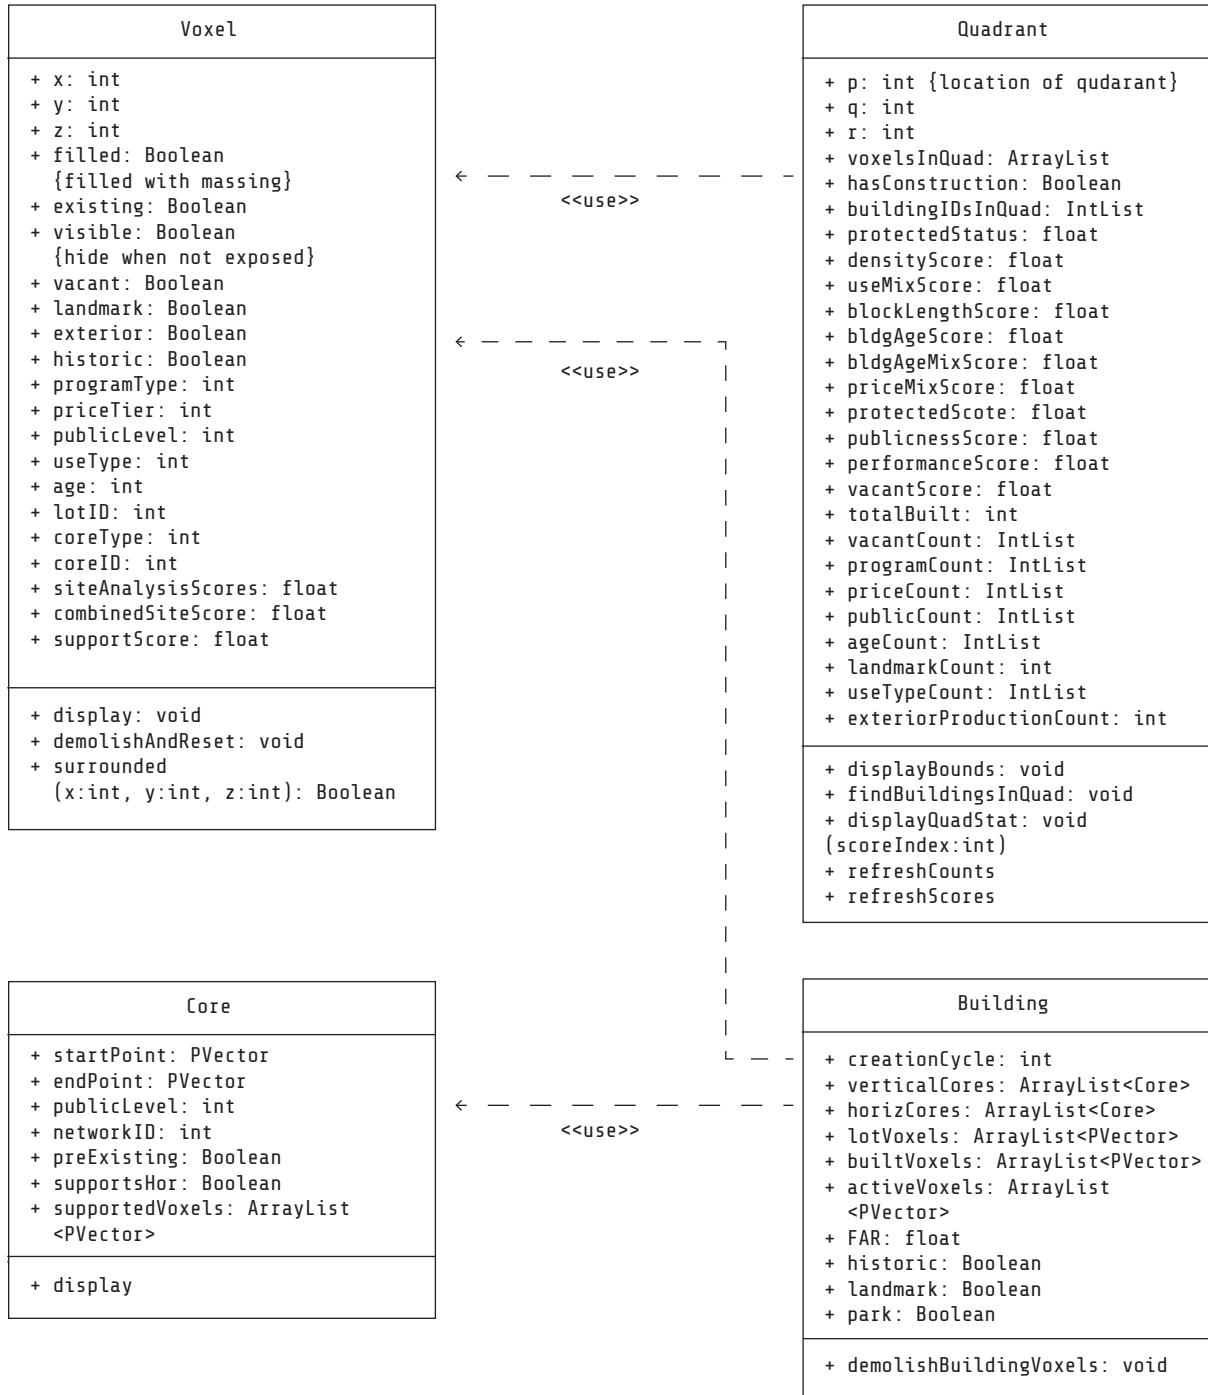 Voxel
+ x: int
+ y: int
+ z: int
+ filled: Boolean
{filled with massing}
+ existing: Boolean
+ visible: Boolean
{hide when not exposed}
+ vacant: Boolean
+ landmark: Boolean
+ exterior: Boolean
+ historic: Boolean
+ programType: int
+ priceTier: int
+ publicLevel: int
+ useType: int
+ age: int
+ lotID: int
+ coreType: int
+ coreID: int
+ siteAnalysisScores: float
+ combinedSiteScore: float
+ supportScore: float
+ display: void
+ demolishAndReset: void
+ surrounded
(x:int, y:int, z:int): Boolean
<<use>>
<<use>>
Quadrant
+ p: int {location of qudarant}
+ q: int
+ r: int
+ voxelsInQuad: ArrayList
+ hasConstruction: Boolean
+ buildingIDsInQuad: IntList
+ protectedStatus: float
+ densityScore: float
+ useMixScore: float
+ blockLengthScore: float
+ bldgAgeScore: float
+ bldgAgeMixScore: float
+ priceMixScore: float
+ protectedScote: float
+ publicnessScore: float
+ performanceScore: float
+ vacantScore: float
+ totalBuilt: int
+ vacantCount: IntList
+ programCount: IntList
+ priceCount: IntList
+ publicCount: IntList
+ ageCount: IntList
+ landmarkCount: int
+ useTypeCount: IntList
+ exteriorProductionCount: int
+ displayBounds: void
+ findBuildingsInQuad: void
+ displayQuadStat: void
(scoreIndex:int)
+ refreshCounts
+ refreshScores
Core
+ startPoint: PVector
+ endPoint: PVector
+ publicLevel: int
+ networkID: int
+ preExisting: Boolean
+ supportsHor: Boolean
+ supportedVoxels: ArrayList
<PVector>
+ display
<<use>>
Building
+ creationCycle: int
+ verticalCores: ArrayList<Core>
+ horizCores: ArrayList<Core>
+ lotVoxels: ArrayList<PVector>
+ builtVoxels: ArrayList<PVector>
+ activeVoxels: ArrayList
<PVector>
+ FAR: float
+ historic: Boolean
+ landmark: Boolean
+ park: Boolean
+ demolishBuildingVoxels: void